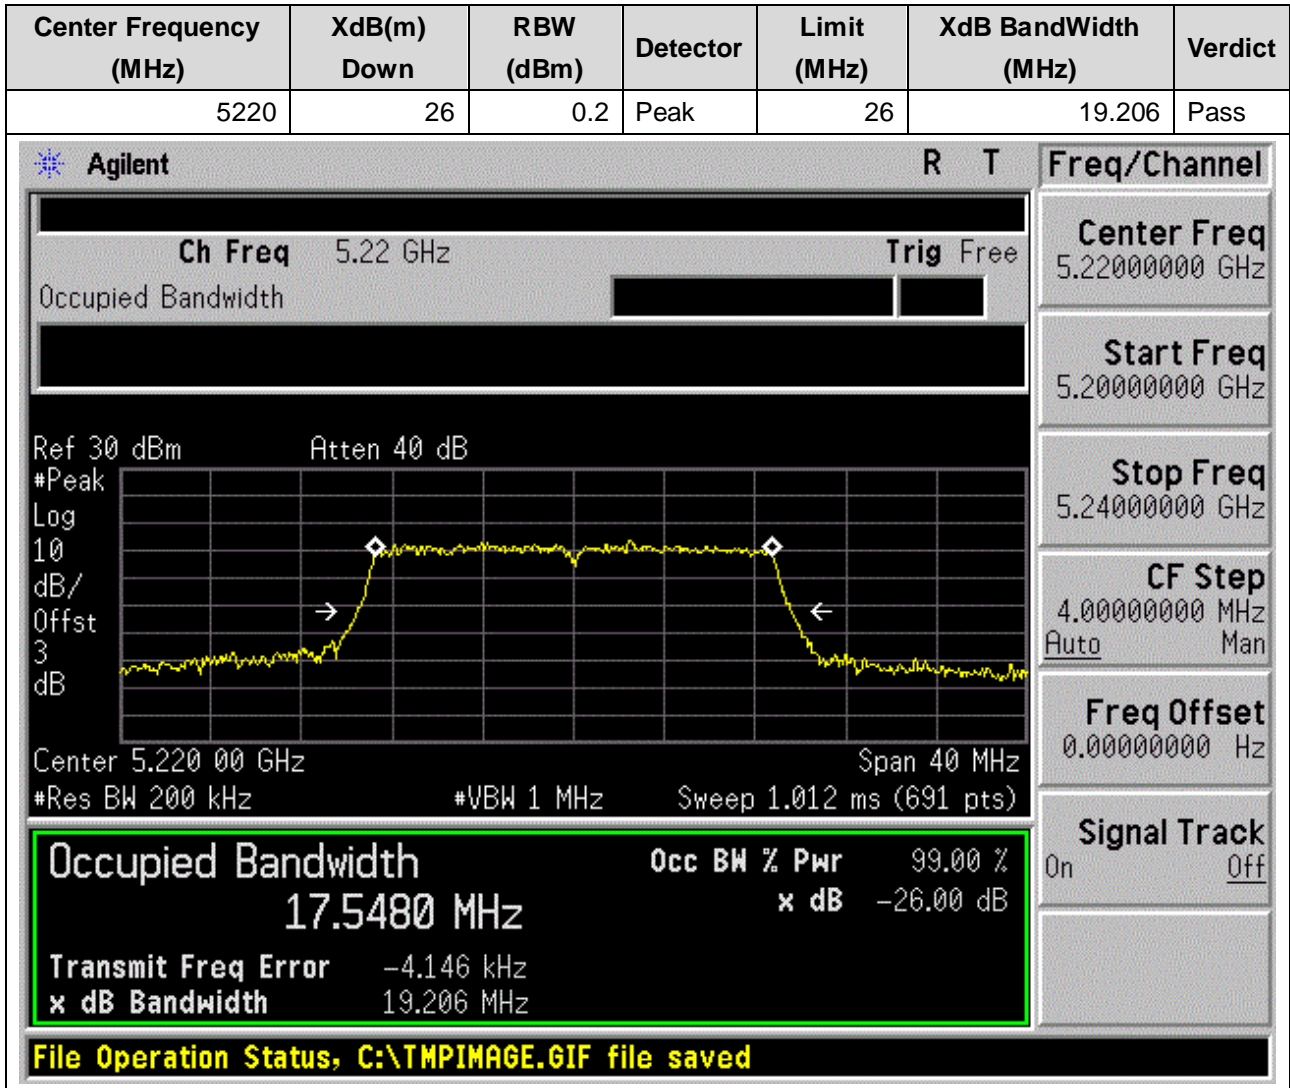 Center Frequency (MHz) XdB(m) Down RBW (dBm) Detector Limit (MHz) XdB BandWidth (MHz) Verdict
5220 26 0.2 Peak 26 19.206 Pass
Agilent R T Freq/Channel
Ch Freq 5.22 GHz Trig Free
Occupied Bandwidth
Center Freq
5.22000000 GHz
Start Freq
5.20000000 GHz
Stop Freq
5.24000000 GHz
CF Step
4.00000000 MHz
Auto Man
Freq Offset
0.00000000 Hz
Signal Track
On Off
Ref 30 dBm Atten 40 dB
#Peak
Log
10
dB/
Offst
3
dB
Center 5.220 00 GHz Span 40 MHz
#Res BW 200 kHz #VBW 1 MHz Sweep 1.012 ms (691 pts)
Occupied Bandwidth Occ BW % Pwr 99.00 %
17.5480 MHz x dB -26.00 dB
Transmit Freq Error -4.146 kHz
x dB Bandwidth 19.206 MHz
File Operation Status, C:\TMPIMAGE.GIF file saved